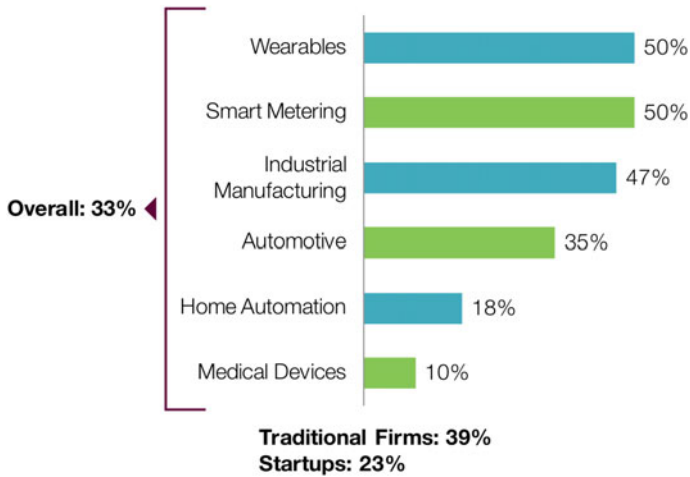 Wearables 50%
Smart Metering 50%
Industrial
Manufacturing 47%
Overall: 33%
Automotive 35%
Home Automation 18%
Medical Devices 10%
Traditional Firms: 39%
Startups: 23%